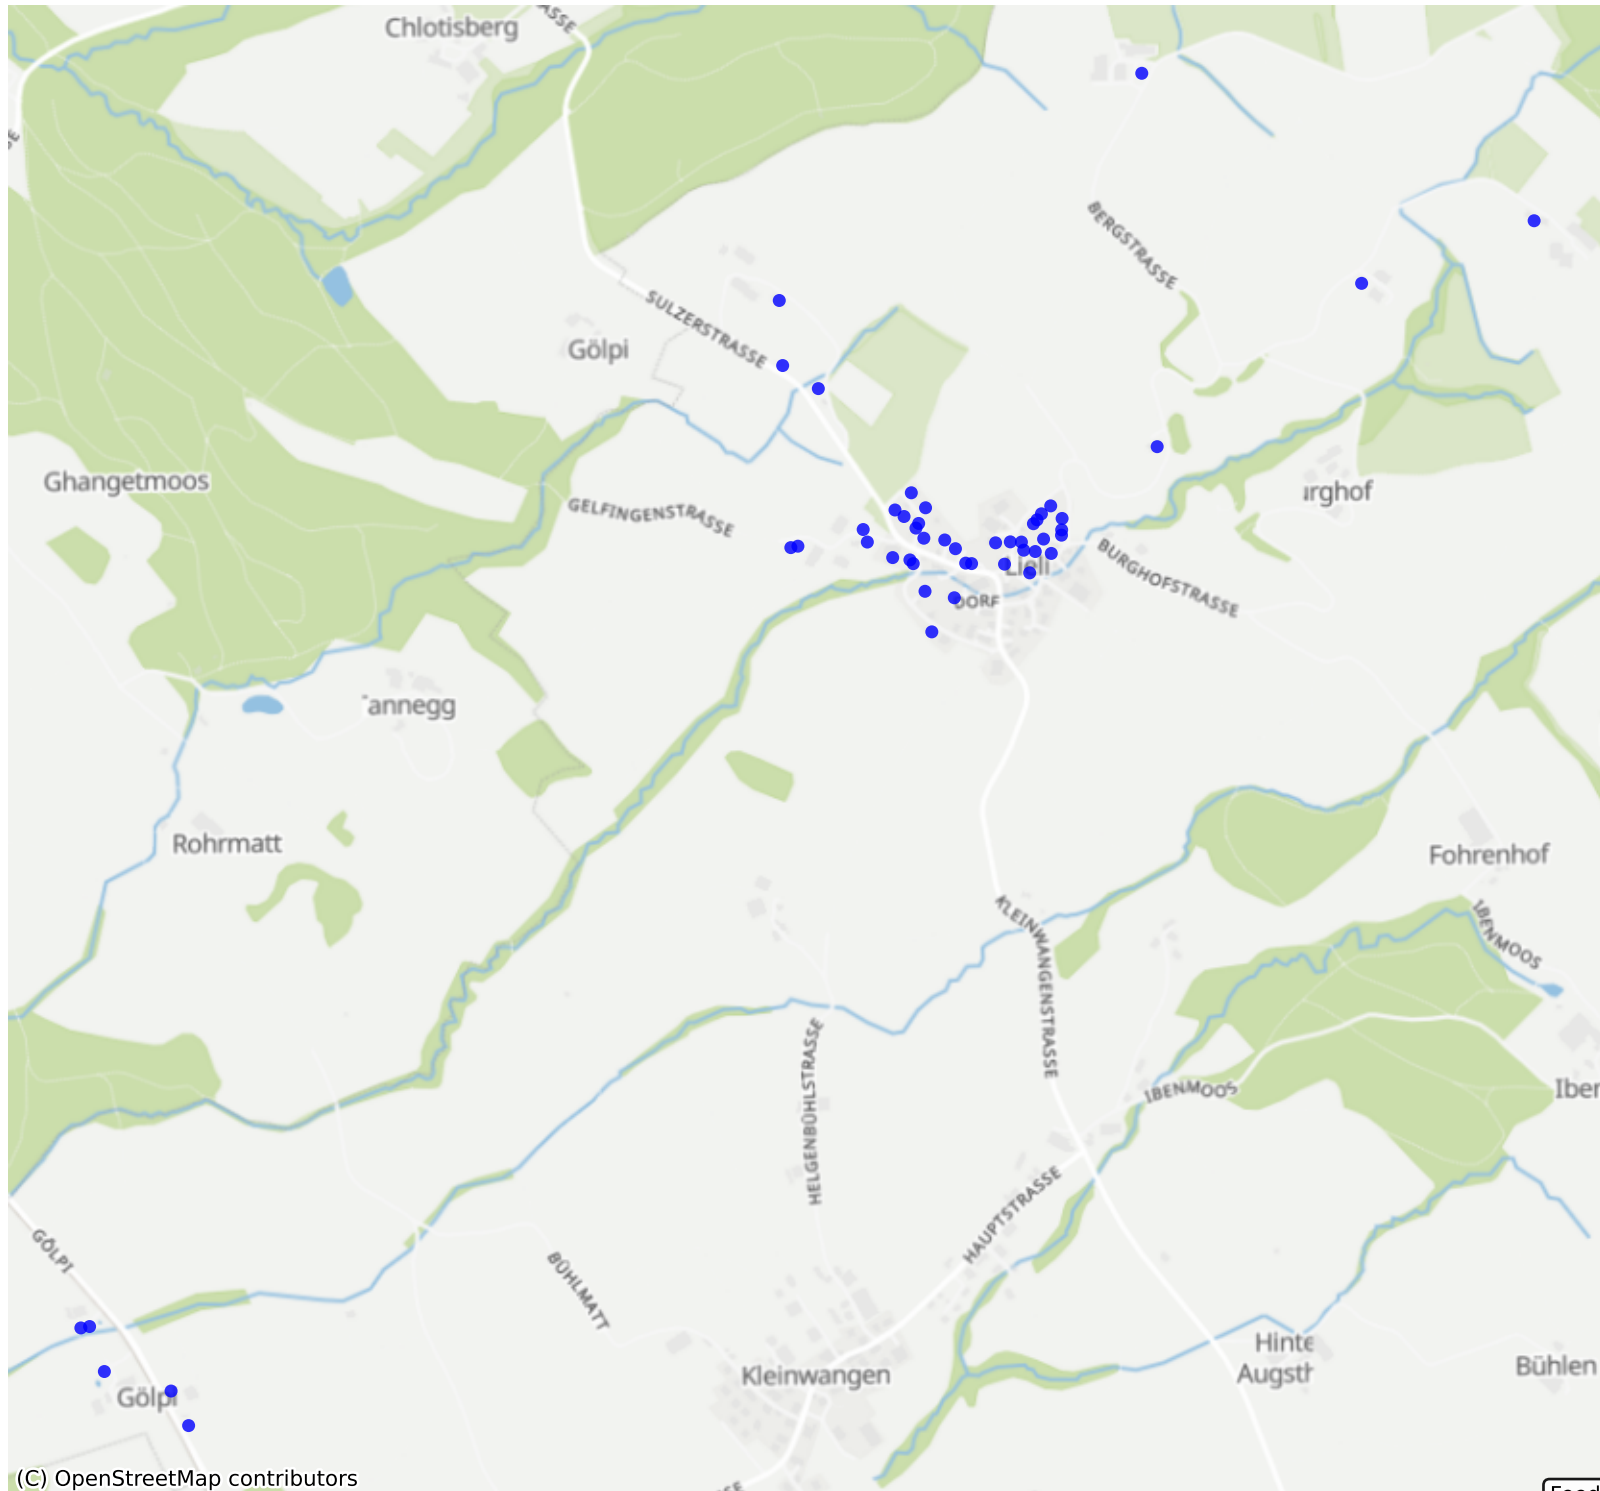 Chlotisberg
BERGSTRASSE
SULZERSTRASSE
Gölpi
Ghangetmoos
GELFINGENSTRASSE
BURGHOFSTRASSE
DORF
Rohrmatt
Fohrenhof
IBENMOOS
KLEINWANGENSTRASSE
HELGENBÜHLSTRASSE
IBENMOOS
HAUPTSTRASSE
GÖLPI
BÜHLMATT
Kleinwangen
Bühlen
Gölpi
(C) OpenStreetMap contributors